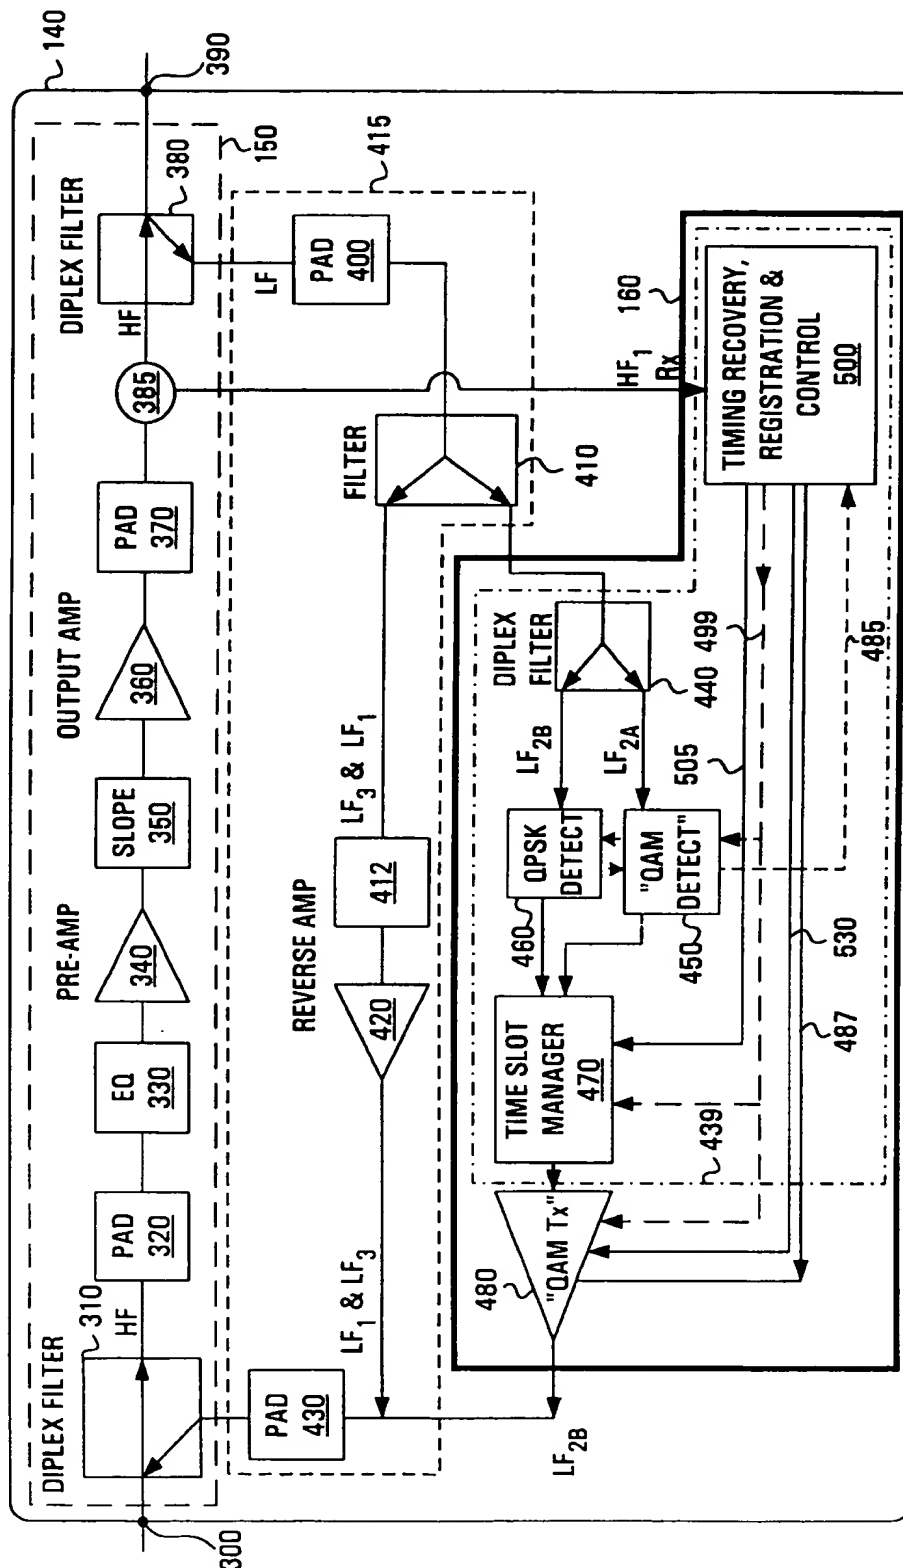 140
300
390
DIPLEX FILTER
310
HF
PAD
320
EQ
330
PRE-AMP
340
SLOPE
350
OUTPUT AMP
360
PAD
370
385
HF
DIPLEX FILTER
380
150
415
LF
PAD
400
FILTER
410
LF3 & LF1
412
REVERSE AMP
420
LF1 & LF3
PAD
430
LF2B
HF1
Rx
160
TIMING RECOVERY,
REGISTRATION &
CONTROL
500
DIPLEX
FILTER
440
LF2B
LF2A
QPSK
DETECT
460
"QAM
DETECT"
450
TIME SLOT
MANAGER
470
"QAM Tx"
480
439
499
485
505
530
487